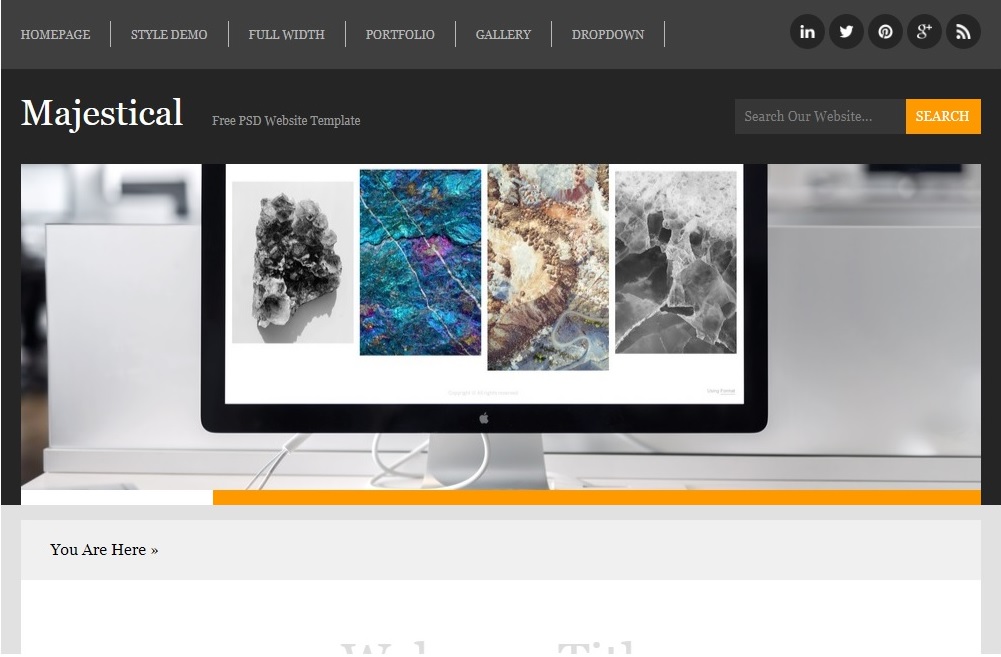 HOMEPAGE STYLE DEMO FULL WIDTH PORTFOLIO GALLERY DROPDOWN
Majestical Free PSD Website Template
Search Our Website... SEARCH
You Are Here »